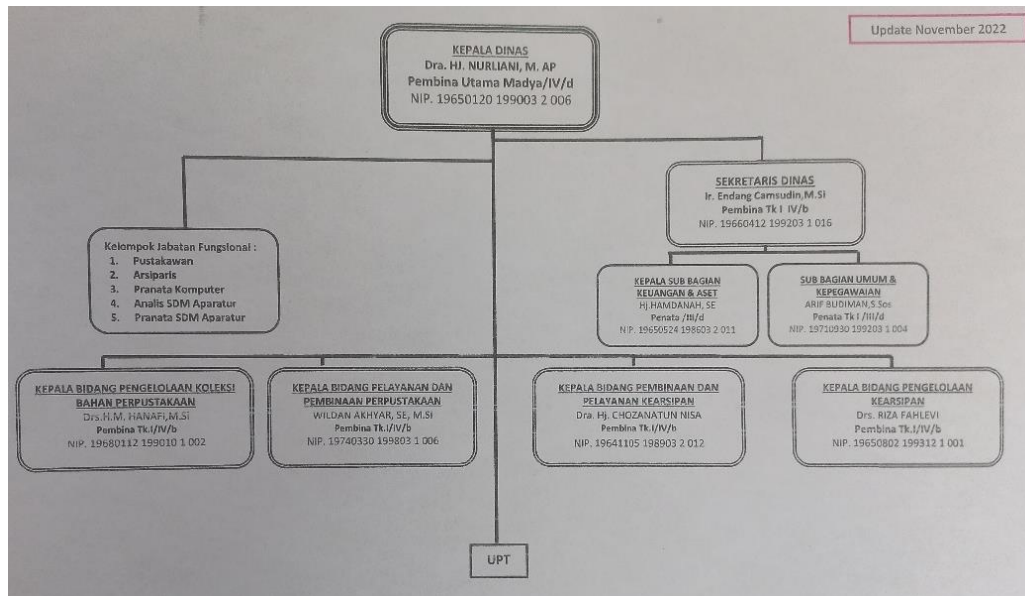 Update November 2022
KEPALA DINAS
Dra. HJ. NURLIANI, M. AP
Pembina Utama Madya/IV/d
NIP. 19650120 199003 2 006
SEKRETARIS DINAS
Ir. Endang Camsudin,M.Si
Pembina Tk I IV/b
NIP. 19660412 199203 1 016
Kelompok Jabatan Fungsional :
1. Pustakawan
2. Arsiparis
3. Pranata Komputer
4. Analis SDM Aparatur
5. Pranata SDM Aparatur
KEPALA SUB BAGIAN
KEUANGAN & ASET
Hj.HAMDANAH, SE
Penata /III/d
NIP. 19650524 198603 2 011
SUB BAGIAN UMUM &
KEPEGAWAIAN
ARIF BUDIMAN,S.Sos
Penata Tk I /III/d
NIP. 19710930 199203 1 004
KEPALA BIDANG PENGELOLAAN KOLEKSI
BAHAN PERPUSTAKAAN
Drs.H.M. HANAFI,M.Si
Pembina Tk.I/IV/b
NIP. 19680112 199010 1 002
KEPALA BIDANG PELAYANAN DAN
PEMBINAAN PERPUSTAKAAN
WILDAN AKHYAR, SE, M.Si
Pembina Tk.I/IV/b
NIP. 19740330 199803 1 006
KEPALA BIDANG PEMBINAAN DAN
PELAYANAN KEARSIPAN
Dra. Hj. CHOZANATUN NISA
Pembina Tk.I/IV/b
NIP. 19641105 198903 2 012
KEPALA BIDANG PENGELOLAAN
KEARSIPAN
Drs. RIZA FAHLEVI
Pembina Tk.I/IV/b
NIP. 19650802 199312 1 001
UPT